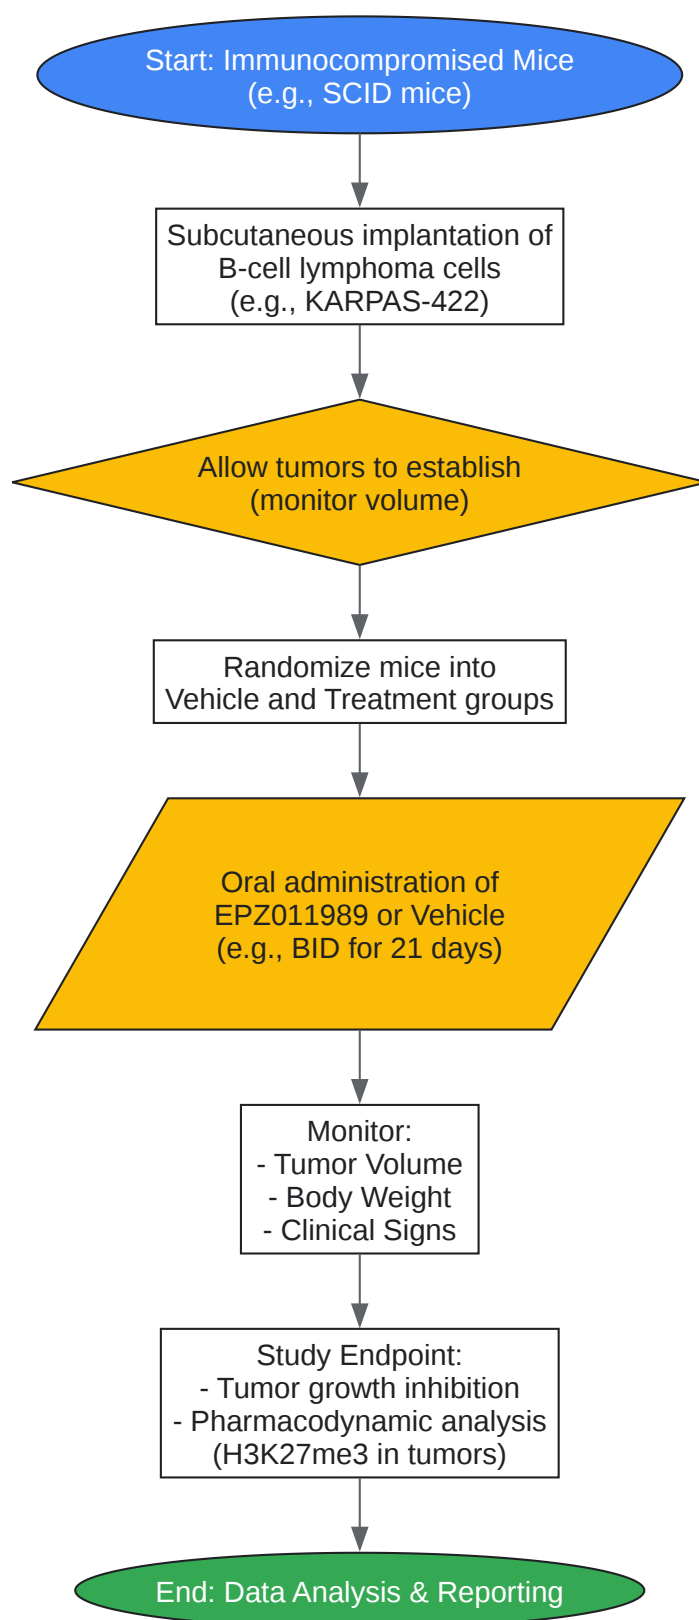 Start: Immunocompromised Mice
(e.g., SCID mice)
Subcutaneous implantation of
B-cell lymphoma cells
(e.g., KARPAS-422)
Allow tumors to establish
(monitor volume)
Randomize mice into
Vehicle and Treatment groups
Oral administration of
EPZ011989 or Vehicle
(e.g., BID for 21 days)
Monitor:
- Tumor Volume
- Body Weight
- Clinical Signs
Study Endpoint:
- Tumor growth inhibition
- Pharmacodynamic analysis
(H3K27me3 in tumors)
End: Data Analysis & Reporting